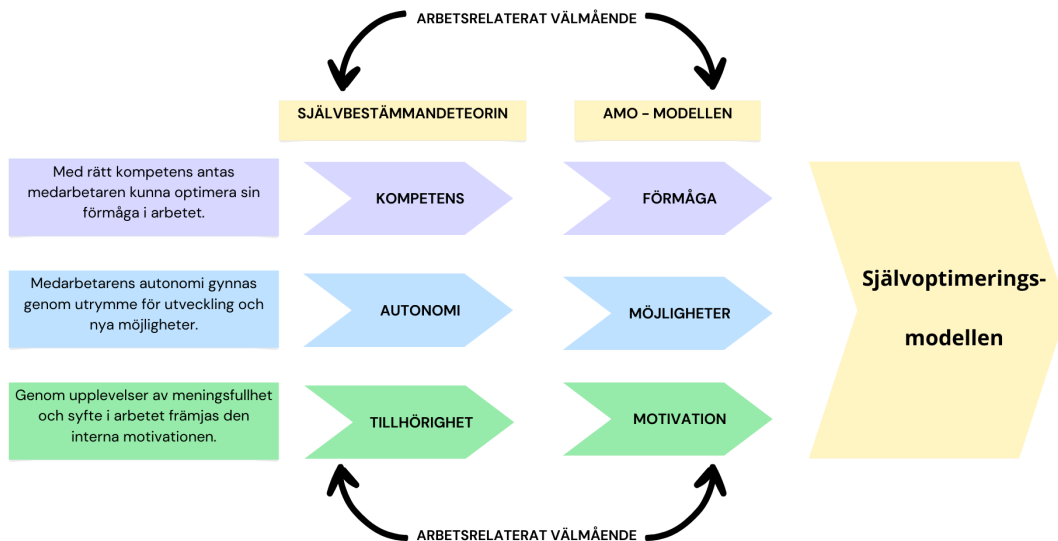 ARBETSRELATERAT VÄLMÅENDE
SJÄLVBESTÄMMANDETEORIN
AMO - MODELLEN
Med rätt kompetens antas
medarbetaren kunna optimera sin
förmåga i arbetet.
KOMPETENS
FÖRMÅGA
Medarbetarens autonomi gynnas
genom utrymme för utveckling och
nya möjligheter.
AUTONOMI
MÖJLIGHETER
Genom upplevelser av meningsfullhet
och syfte i arbetet främjas den
interna motivationen.
TILLHÖRIGHET
MOTIVATION
Självoptimerings-
modellen
ARBETSRELATERAT VÄLMÅENDE